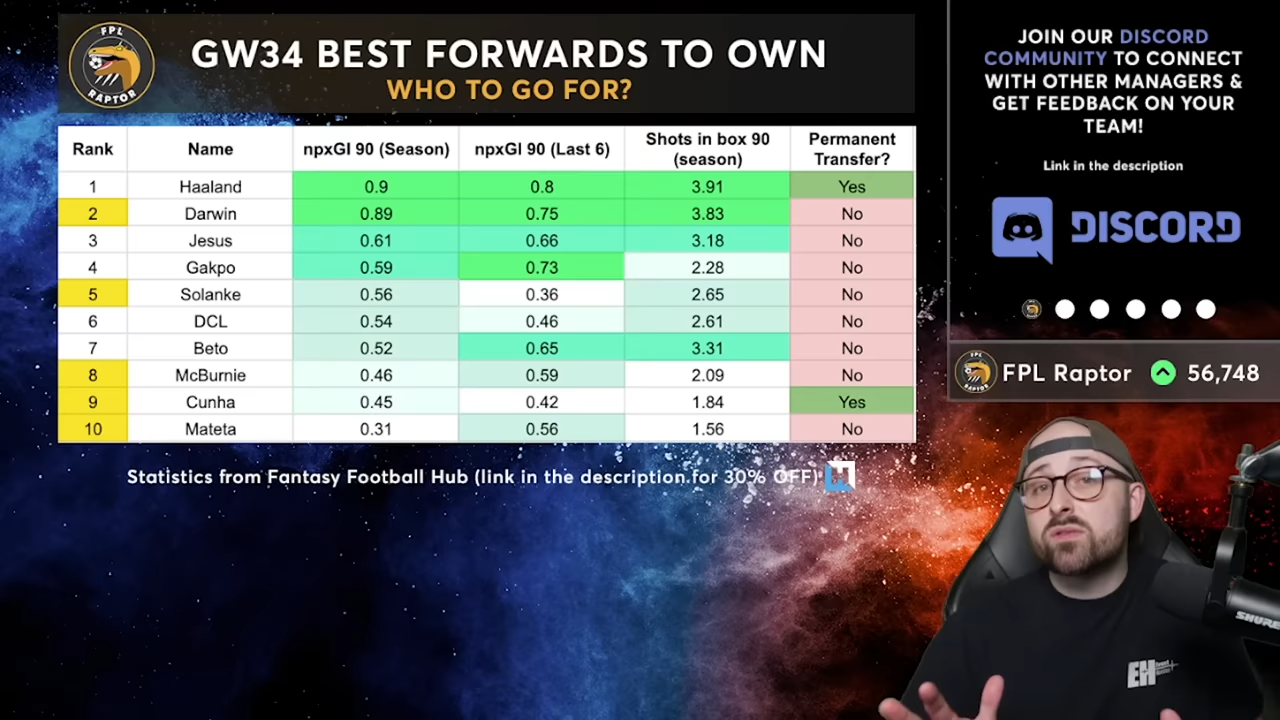 FPL
RAPTOR
GW34 BEST FORWARDS TO OWN
WHO TO GO FOR?
Rank Name npxGI 90 (Season) npxGI 90 (Last 6) Shots in box 90 (season) Permanent Transfer?
1 Haaland 0.9 0.8 3.91 Yes
2 Darwin 0.89 0.75 3.83 No
3 Jesus 0.61 0.66 3.18 No
4 Gakpo 0.59 0.73 2.28 No
5 Solanke 0.56 0.36 2.65 No
6 DCL 0.54 0.46 2.61 No
7 Beto 0.52 0.65 3.31 No
8 McBurnie 0.46 0.59 2.09 No
9 Cunha 0.45 0.42 1.84 Yes
10 Mateta 0.31 0.56 1.56 No
Statistics from Fantasy Football Hub (link in the description for 30% OFF)
JOIN OUR DISCORD
COMMUNITY TO CONNECT
WITH OTHER MANAGERS &
GET FEEDBACK ON YOUR
TEAM!
Link in the description
DISCORD
FPL
RAPTOR
FPL Raptor 56,748
SHURE
EH